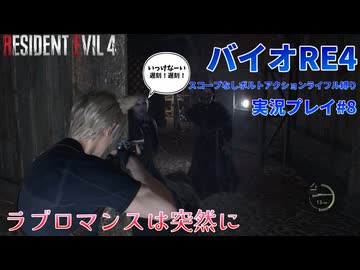 RESIDENT EVIL 4
バイオRE4
いっけなーい
遅刻！遅刻！
スコープなしボルトアクションライフル縛り
実況プレイ#8
13
ラブロマンスは突然に